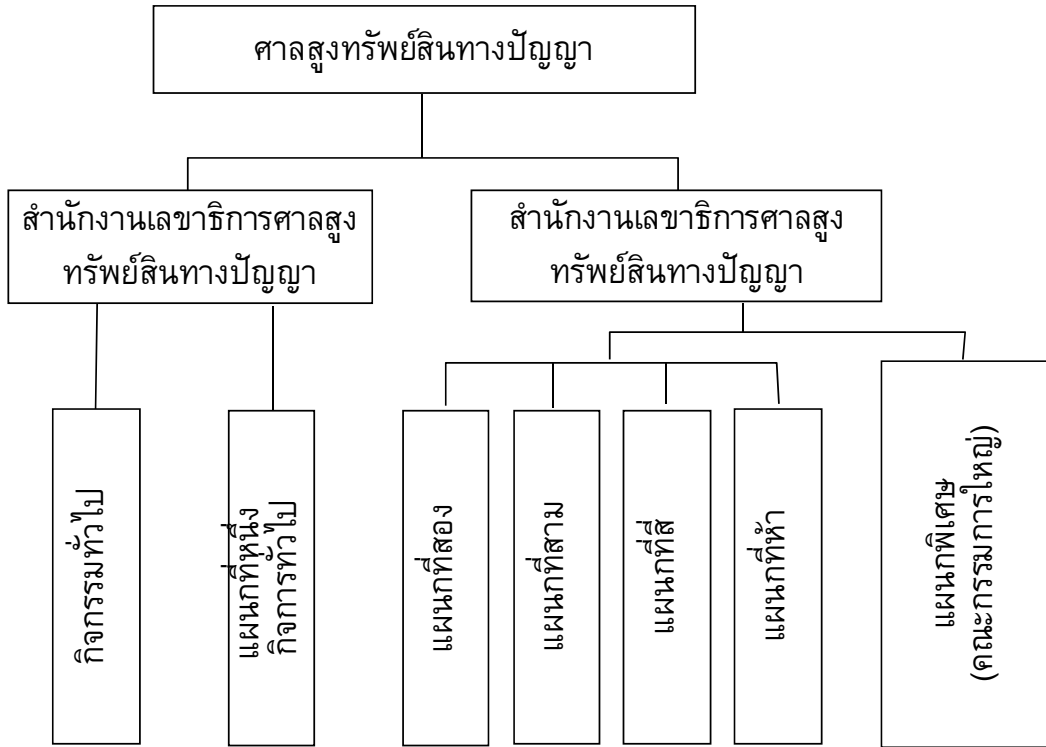 ศาลสูงทรัพย์สินทางปัญญา
สำนักงานเลขาธิการศาลสูง
ทรัพย์สินทางปัญญา
สำนักงานเลขาธิการศาลสูง
ทรัพย์สินทางปัญญา
กิจกรรมทั่วไป
แผนกที่หนึ่ง
กิจการทั่วไป
แผนกที่สอง
แผนกที่สาม
แผนกที่สี่
แผนกที่ห้า
แผนกพิเศษ
(คณะกรรมการใหญ่)